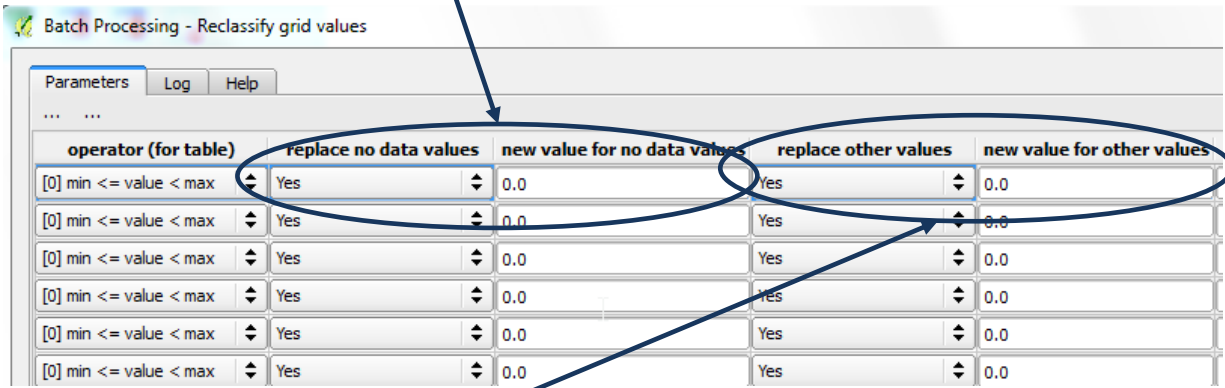 Batch Processing - Reclassify grid values
Parameters Log Help
... ...
operator (for table) replace no data values new value for no data values replace other values new value for other values
[0] min <= value < max Yes 0.0 Yes 0.0
[0] min <= value < max Yes 0.0 Yes 0.0
[0] min <= value < max Yes 0.0 Yes 0.0
[0] min <= value < max Yes 0.0 Yes 0.0
[0] min <= value < max Yes 0.0 Yes 0.0
[0] min <= value < max Yes 0.0 Yes 0.0